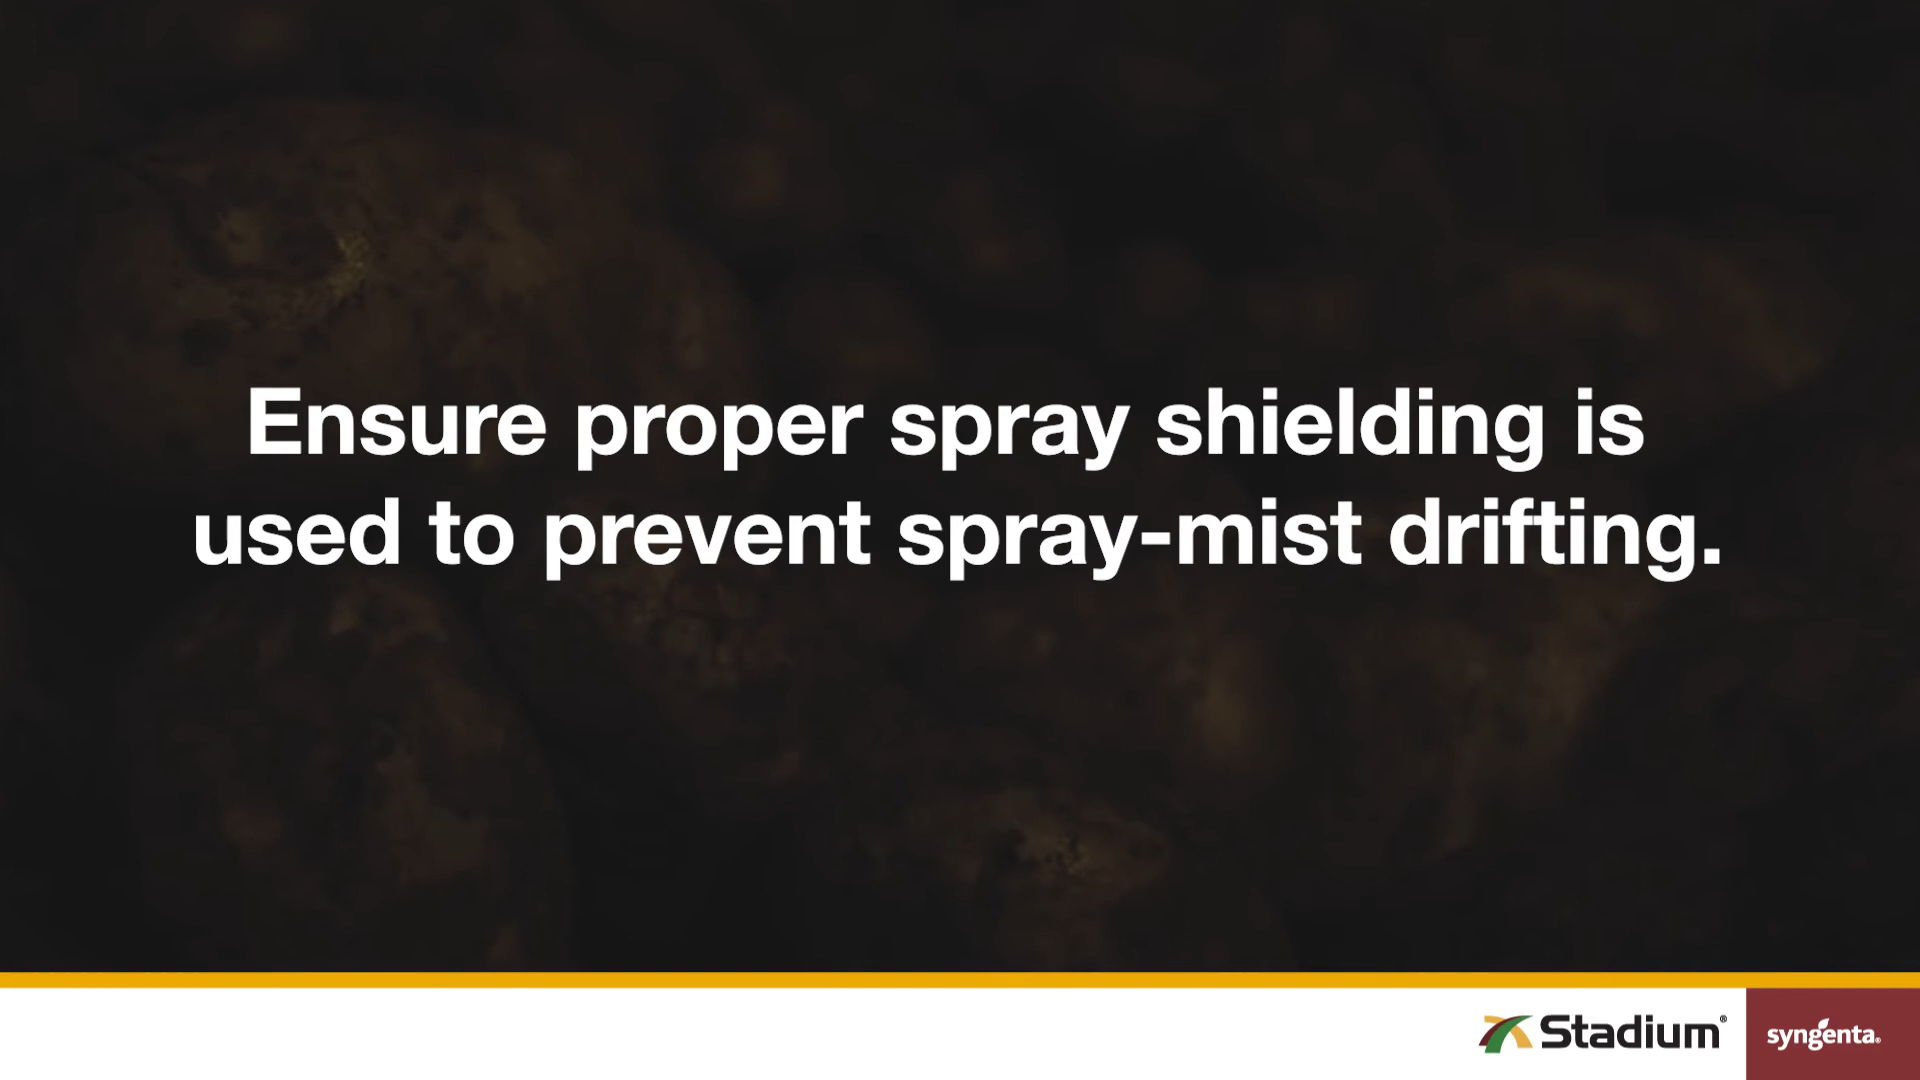 Ensure proper spray shielding is
used to prevent spray-mist drifting.
Stadium®
syngenta®